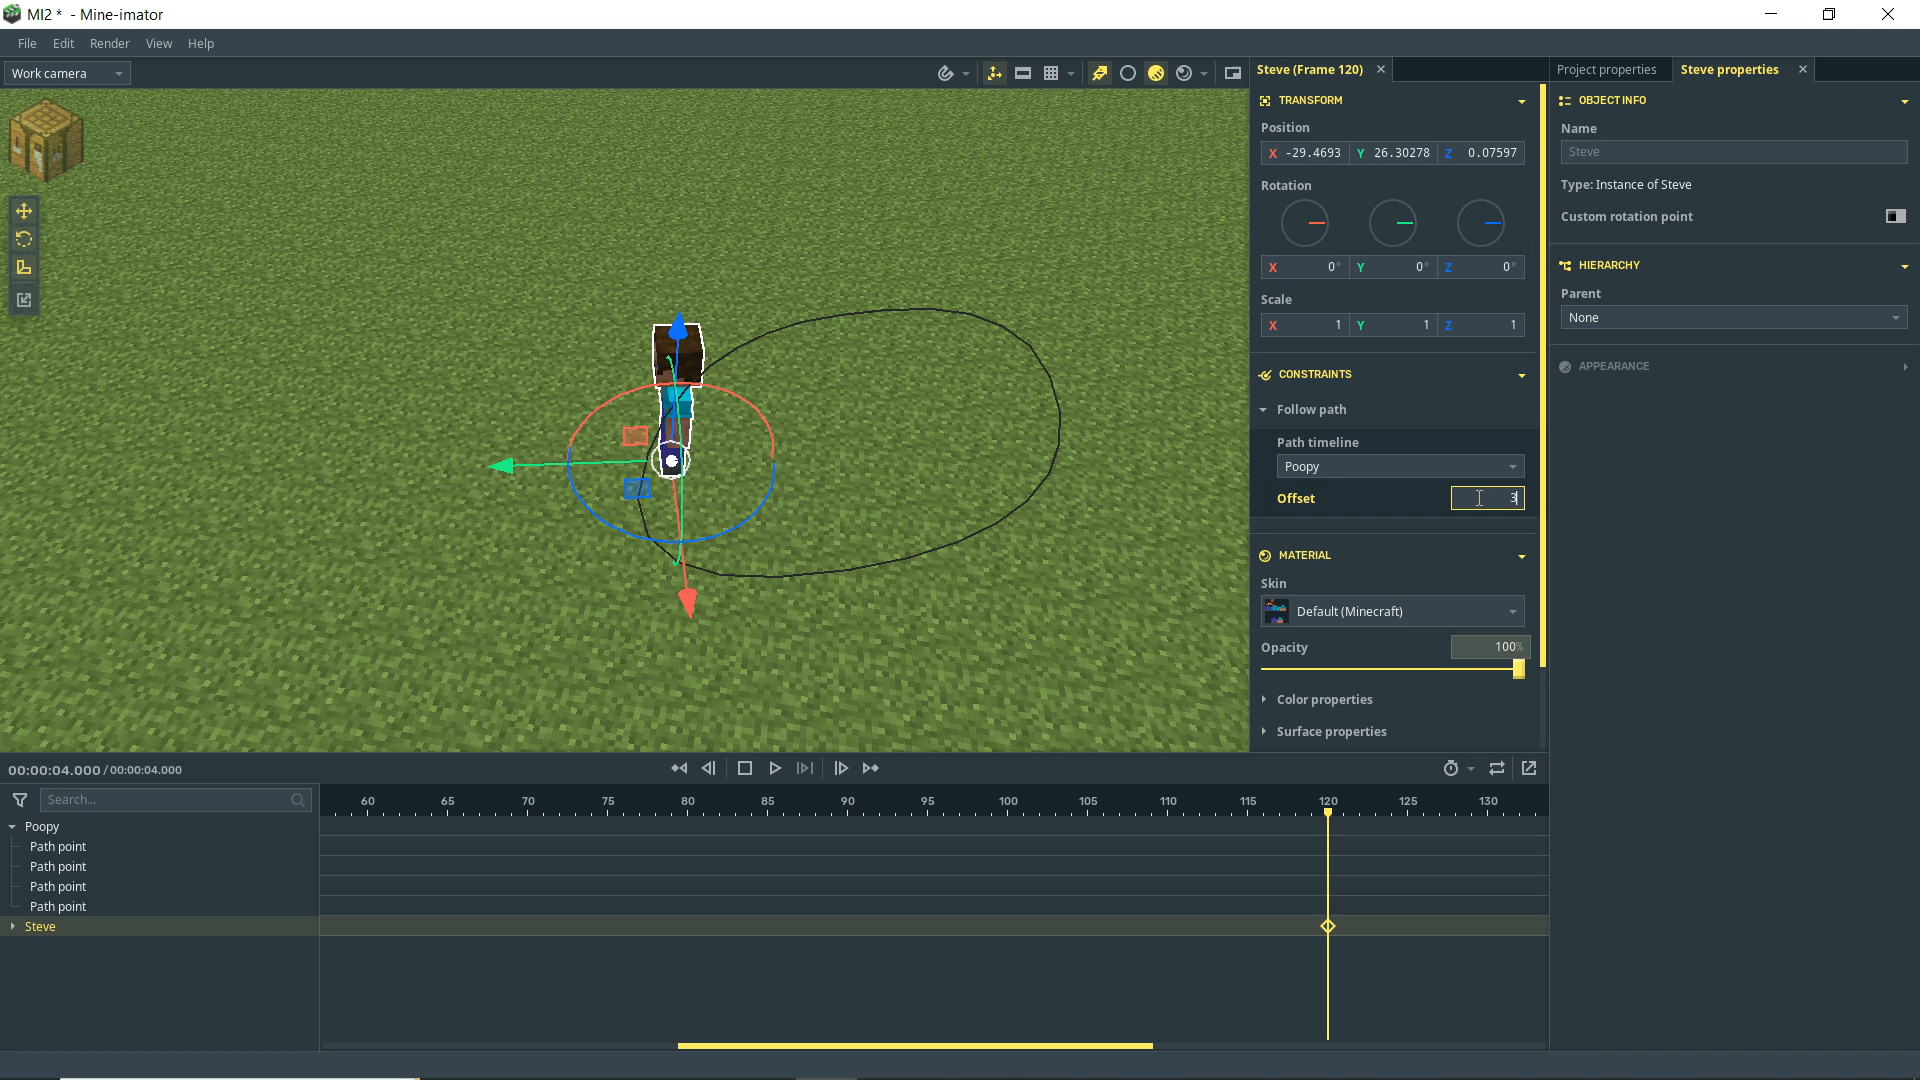 MI2 * - Mine-imator
File Edit Render View Help
Work camera
Steve (Frame 120)
Project properties
Steve properties
TRANSFORM
Position
X -29.4693 Y 26.30278 Z 0.07597
Rotation
X 0° Y 0° Z 0°
Scale
X 1 Y 1 Z 1
CONSTRAINTS
Follow path
Path timeline
Poopy
Offset 3
MATERIAL
Skin
Default (Minecraft)
Opacity 100%
Color properties
Surface properties
OBJECT INFO
Name
Steve
Type: Instance of Steve
Custom rotation point
HIERARCHY
Parent
None
APPEARANCE
00:00:04.000 / 00:00:04.000
Search...
60 65 70 75 80 85 90 95 100 105 110 115 120 125 130
Poopy
Path point
Path point
Path point
Path point
Steve